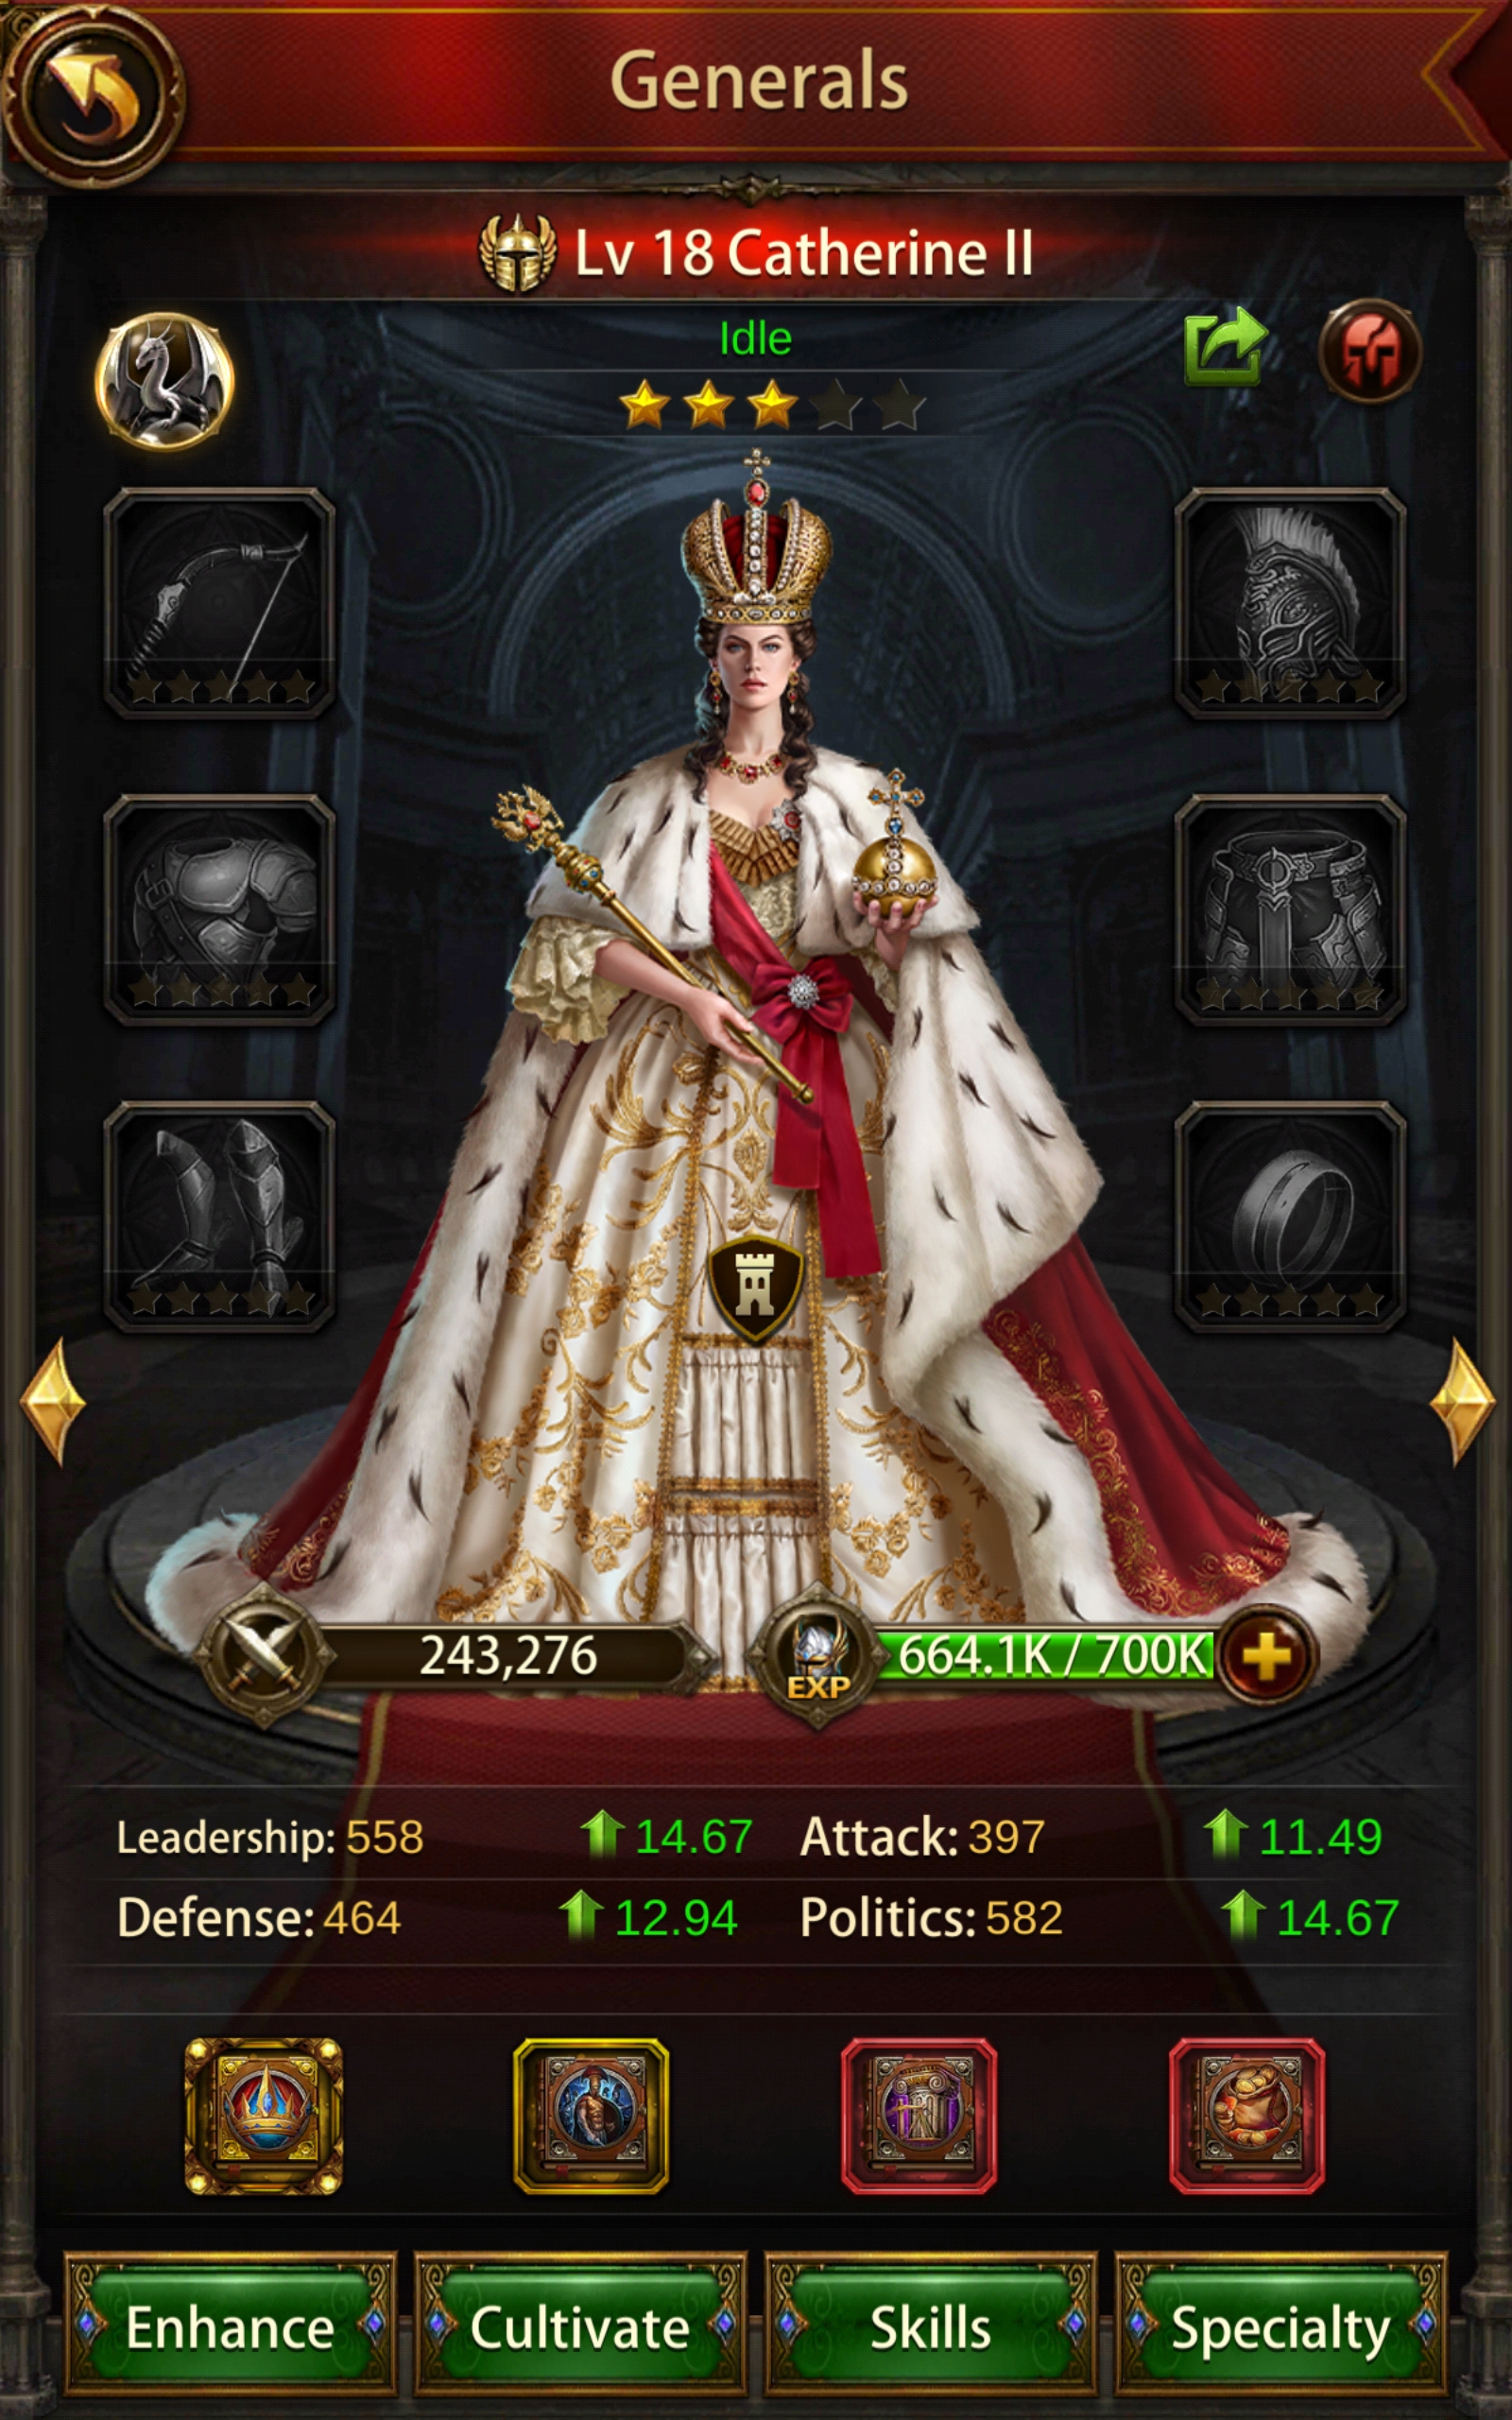 Generals
Lv 18 Catherine II
Idle
243,276
EXP
664.1K / 700K
Leadership: 558 14.67 Attack: 397 11.49
Defense: 464 12.94 Politics: 582 14.67
Enhance Cultivate Skills Specialty